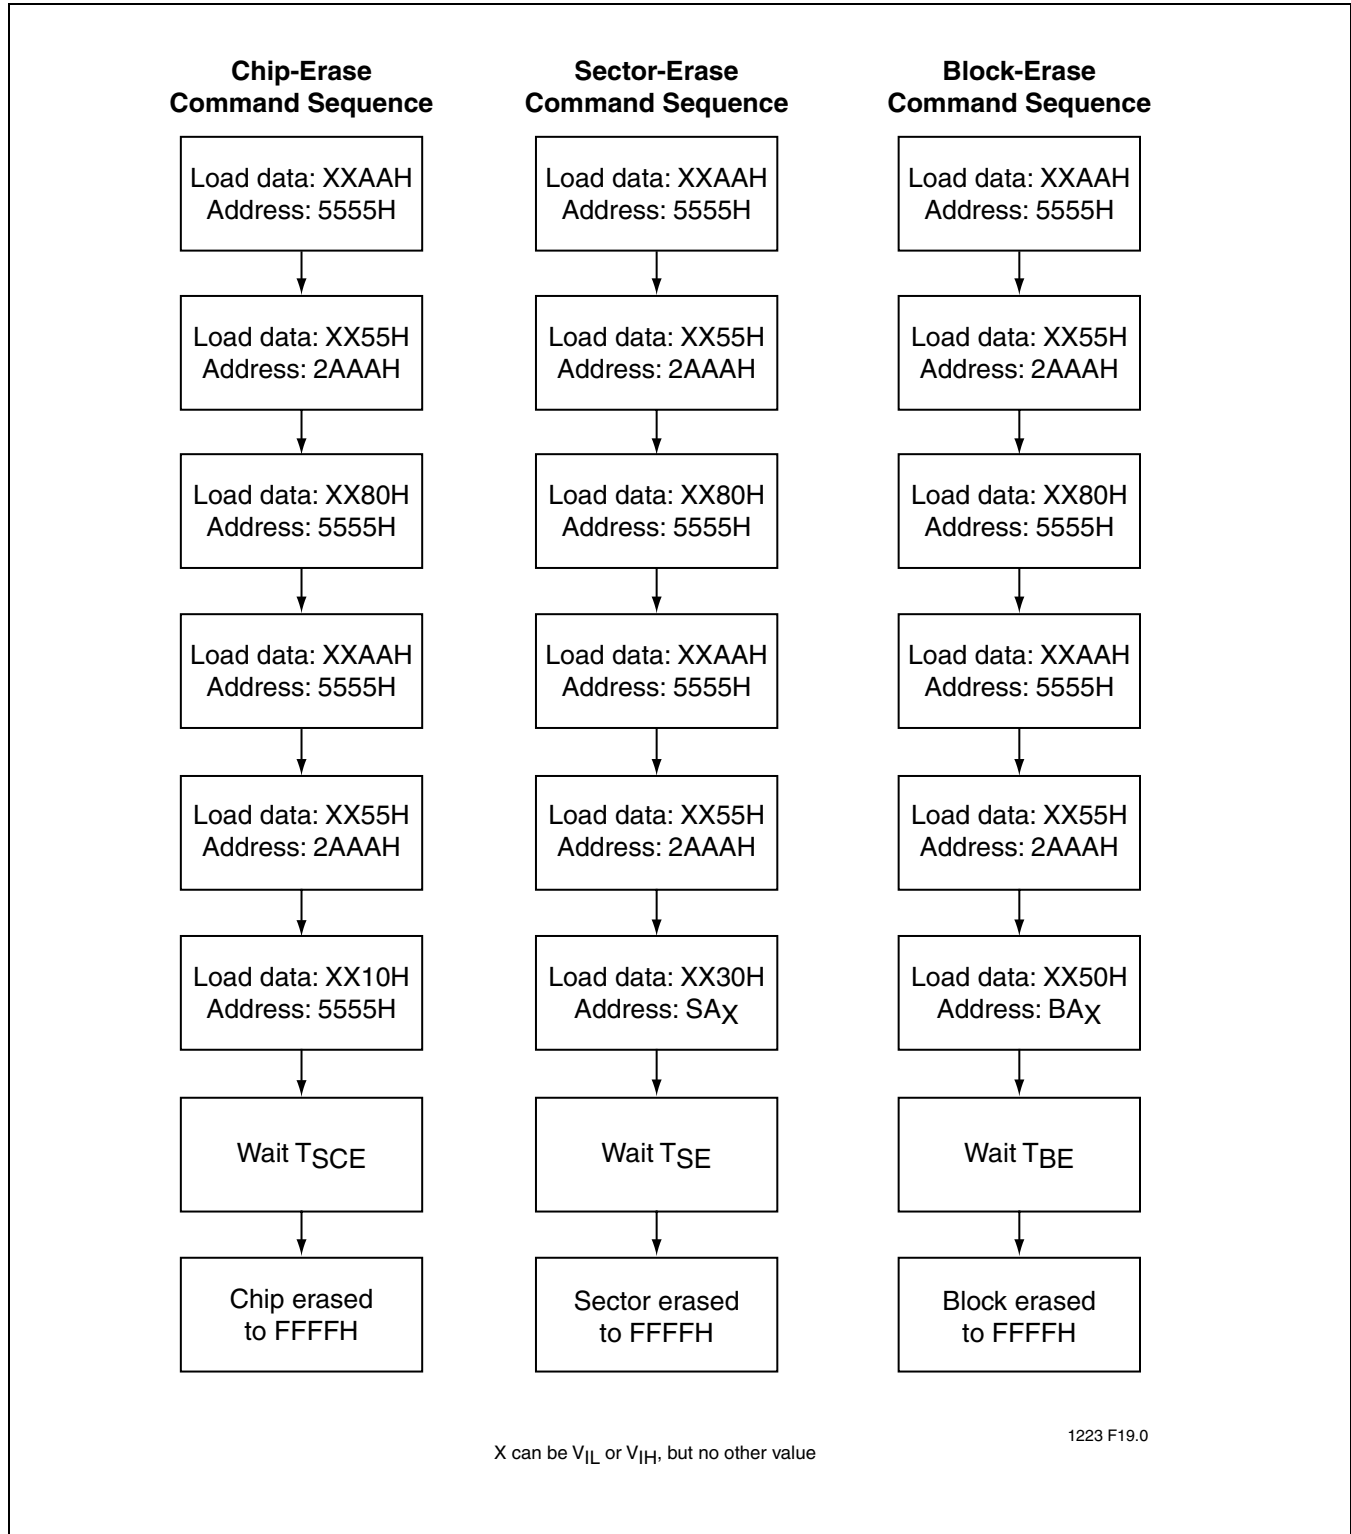 Chip-Erase
Command Sequence
Load data: XXAAH
Address: 5555H
Load data: XX55H
Address: 2AAAH
Load data: XX80H
Address: 5555H
Load data: XXAAH
Address: 5555H
Load data: XX55H
Address: 2AAAH
Load data: XX10H
Address: 5555H
Wait TSCE
Chip erased
to FFFFH
Sector-Erase
Command Sequence
Load data: XXAAH
Address: 5555H
Load data: XX55H
Address: 2AAAH
Load data: XX80H
Address: 5555H
Load data: XXAAH
Address: 5555H
Load data: XX55H
Address: 2AAAH
Load data: XX30H
Address: SAX
Wait TSE
Sector erased
to FFFFH
Block-Erase
Command Sequence
Load data: XXAAH
Address: 5555H
Load data: XX55H
Address: 2AAAH
Load data: XX80H
Address: 5555H
Load data: XXAAH
Address: 5555H
Load data: XX55H
Address: 2AAAH
Load data: XX50H
Address: BAX
Wait TBE
Block erased
to FFFFH
1223 F19.0
X can be VIL or VIH, but no other value